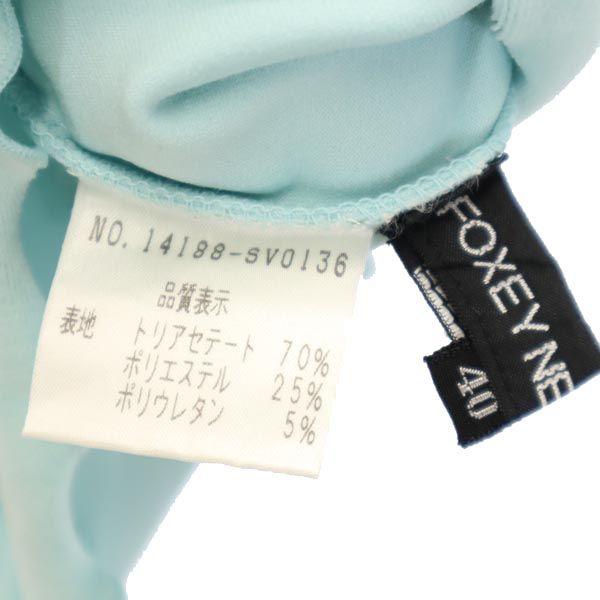 NO. 14188-SV0136
品質表示
表地 トリアセテート 70%
ポリエステル 25%
ポリウレタン 5%
FOXEY NE
40